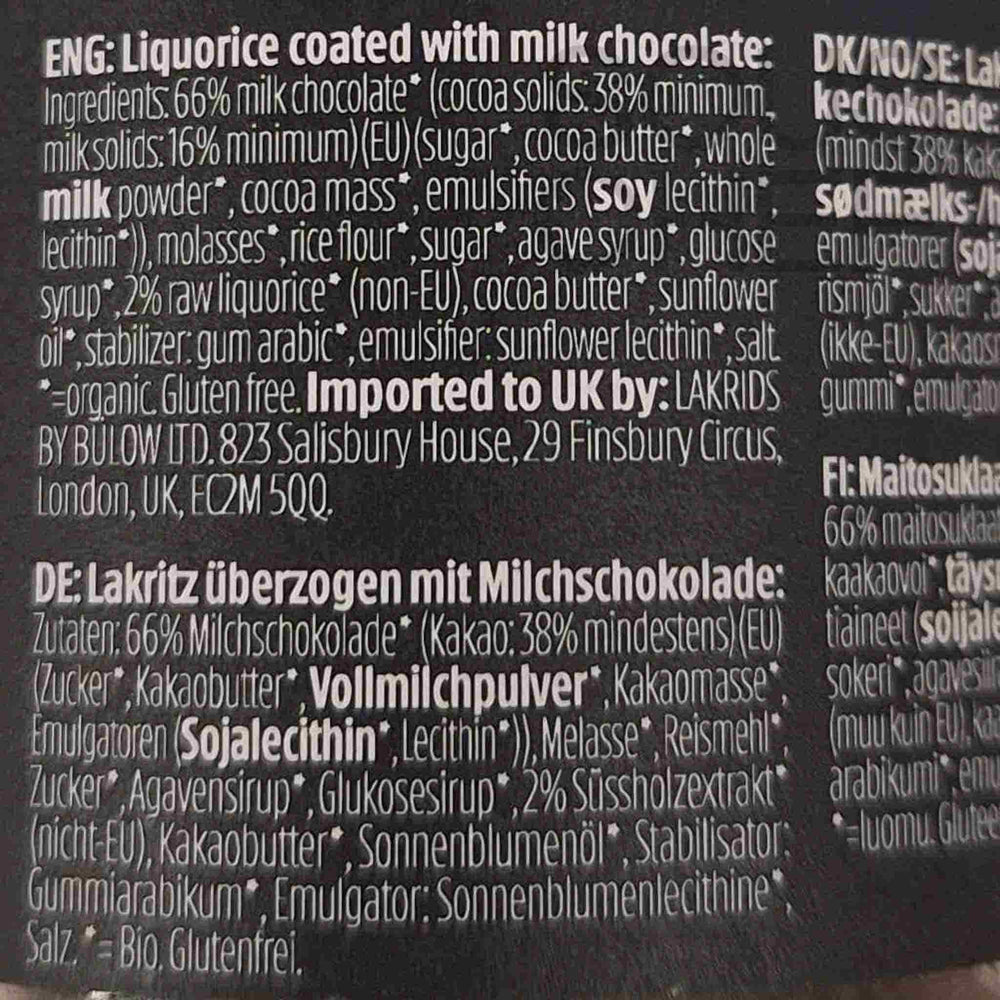 ENG: Liquorice coated with milk chocolate:
Ingredients: 66% milk chocolate* (cocoa solids: 38% minimum,
milk solids: 16% minimum)(EU)(sugar*, cocoa butter*, whole
milk powder*, cocoa mass*, emulsifiers (soy lecithin*,
lecithin*)), molasses*, rice flour*, sugar*, agave syrup*, glucose
syrup*, 2% raw liquorice* (non-EU), cocoa butter*, sunflower
oil*, stabilizer: gum arabic*, emulsifier: sunflower lecithin*, salt.
*=organic. Gluten free. Imported to UK by: LAKRIDS
BY BÜLOW LTD. 823 Salisbury House, 29 Finsbury Circus,
London, UK, EC2M 5QQ.
DE: Lakritz überzogen mit Milchschokolade:
Zutaten: 66% Milchschokolade* (Kakao: 38% mindestens)(EU)
(Zucker*, Kakaobutter*, Vollmilchpulver*, Kakaomasse*,
Emulgatoren (Sojalecithin*, Lecithin*)), Melasse*, Reismehl*,
Zucker*, Agavensirup*, Glukosesirup*, 2% Süssholzextrakt*
(nicht-EU), Kakaobutter*, Sonnenblumenöl*, Stabilisator:
Gummiarabikum*, Emulgator: Sonnenblumenlecithine*,
Salz. *= Bio. Glutenfrei.
DK/NO/SE:
kechokolade:
(mindst 38%
sødmælks-/
emulgatorer
rismjöl*, sukker*,
(ikke-EU),
gummi*,
FI:
66%
kaakaovoi*,
tiaineet
sokeri*,
(muu kuin EU),
arabikumi*,
*=luomu.